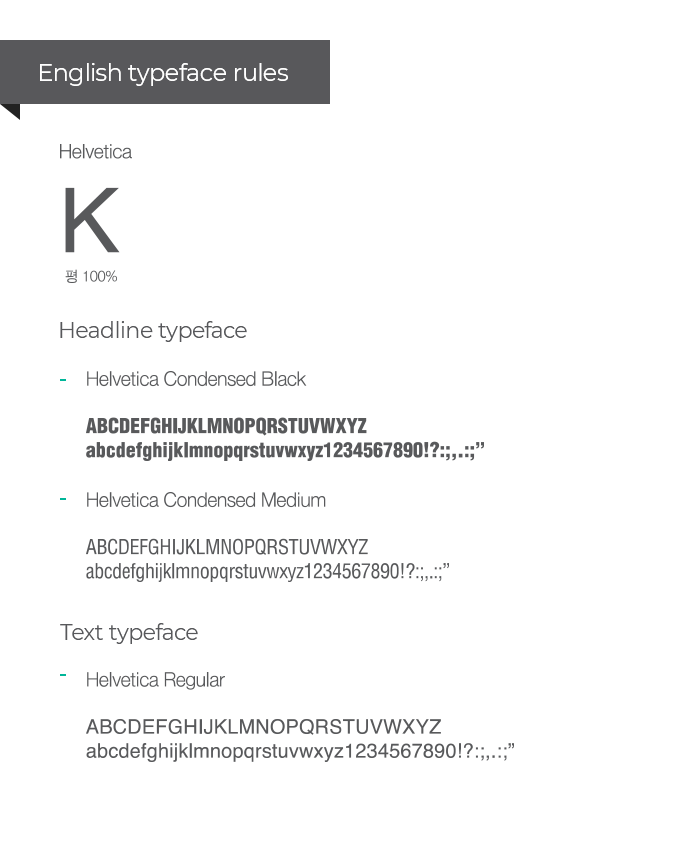 English typeface rules
Helvetica
K
평 100%
Headline typeface
- Helvetica Condensed Black
ABCDEFGHIJKLMNOPQRSTUVWXYZ
abcdefghijklmnopqrstuvwxyz1234567890!?:;,.:;”
- Helvetica Condensed Medium
ABCDEFGHIJKLMNOPQRSTUVWXYZ
abcdefghijklmnopqrstuvwxyz1234567890!?:;,.:;”
Text typeface
- Helvetica Regular
ABCDEFGHIJKLMNOPQRSTUVWXYZ
abcdefghijklmnopqrstuvwxyz1234567890!?:;,.:;”